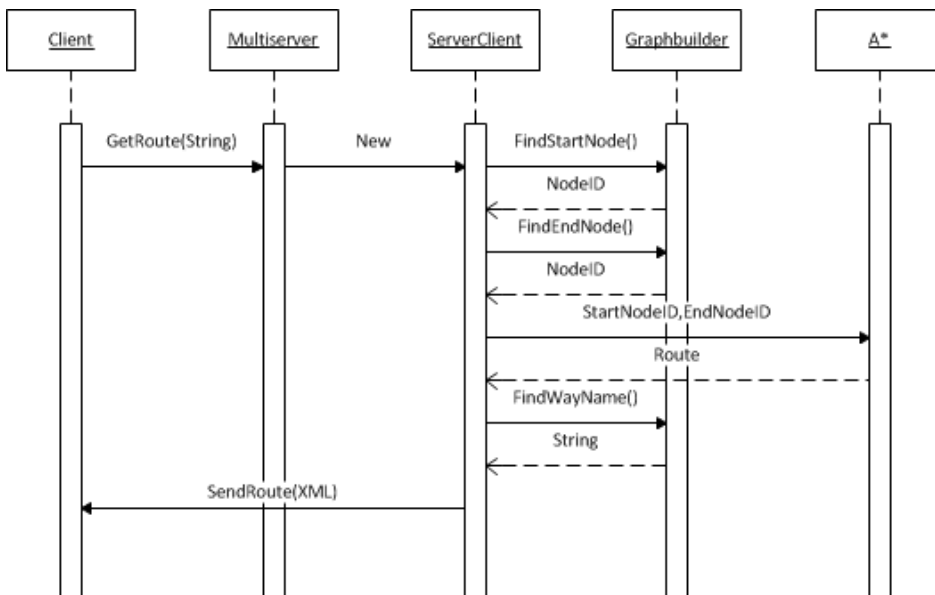 Client
Multiserver
ServerClient
Graphbuilder
A*
GetRoute(String)
New
FindStartNode()
NodeID
FindEndNode()
NodeID
StartNodeID,EndNodeID
Route
FindWayName()
String
SendRoute(XML)